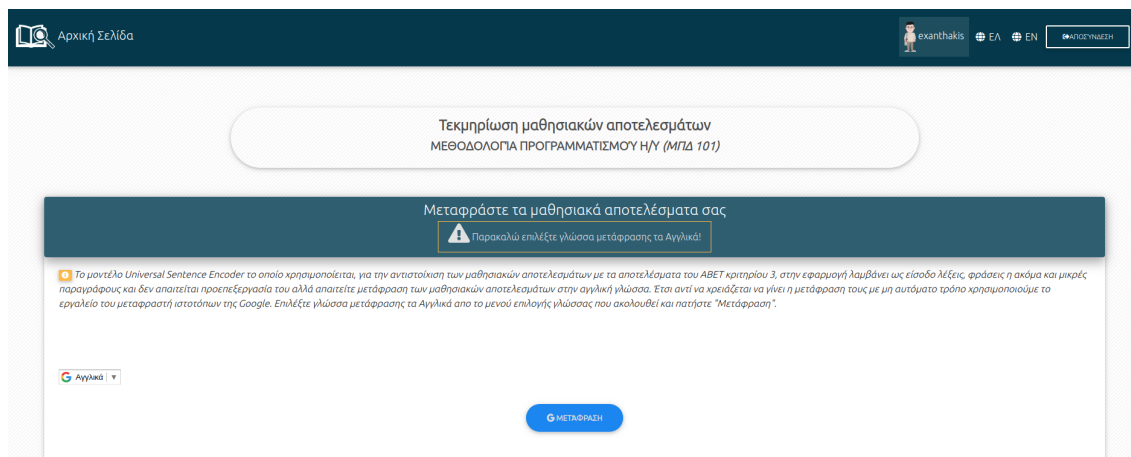 Αρχική Σελίδα
exanthakis ΕΛ EN ΑΠΟΣΎΝΔΕΣΗ
Τεκμηρίωση μαθησιακών αποτελεσμάτων
ΜΕΘΟΔΟΛΟΓΊΑ ΠΡΟΓΡΑΜΜΑΤΙΣΜΟΎ Η/Υ (ΜΠΔ 101)
Μεταφράστε τα μαθησιακά αποτελέσματα σας
Παρακαλώ επιλέξτε γλώσσα μετάφρασης τα Αγγλικά!
Το μοντέλο Universal Sentence Encoder το οποίο χρησιμοποίειται, για την αντιστοίχιση των μαθησιακών αποτελεσμάτων με τα αποτελέσματα του ABET κριτηρίου 3, στην εφαρμογή λαμβάνει ως είσοδο λέξεις, φράσεις η ακόμα και μικρές
παραγράφους και δεν απαιτείται προεπεξεργασία του αλλά απαιτείτε μετάφραση των μαθησιακών αποτελεσμάτων στην αγγλική γλώσσα. Έτσι αντί να χρειάζεται να γίνει η μετάφραση τους με μη αυτόματο τρόπο χρησιμοποιούμε το
εργαλείο του μεταφραστή ιστοτόπων της Google. Επιλέξτε γλώσσα μετάφρασης τα Αγγλικά απο το μενού επιλογής γλώσσας που ακολουθεί και πατήστε "Μετάφραση".
Αγγλικά
ΜΕΤΆΦΡΑΣΗ